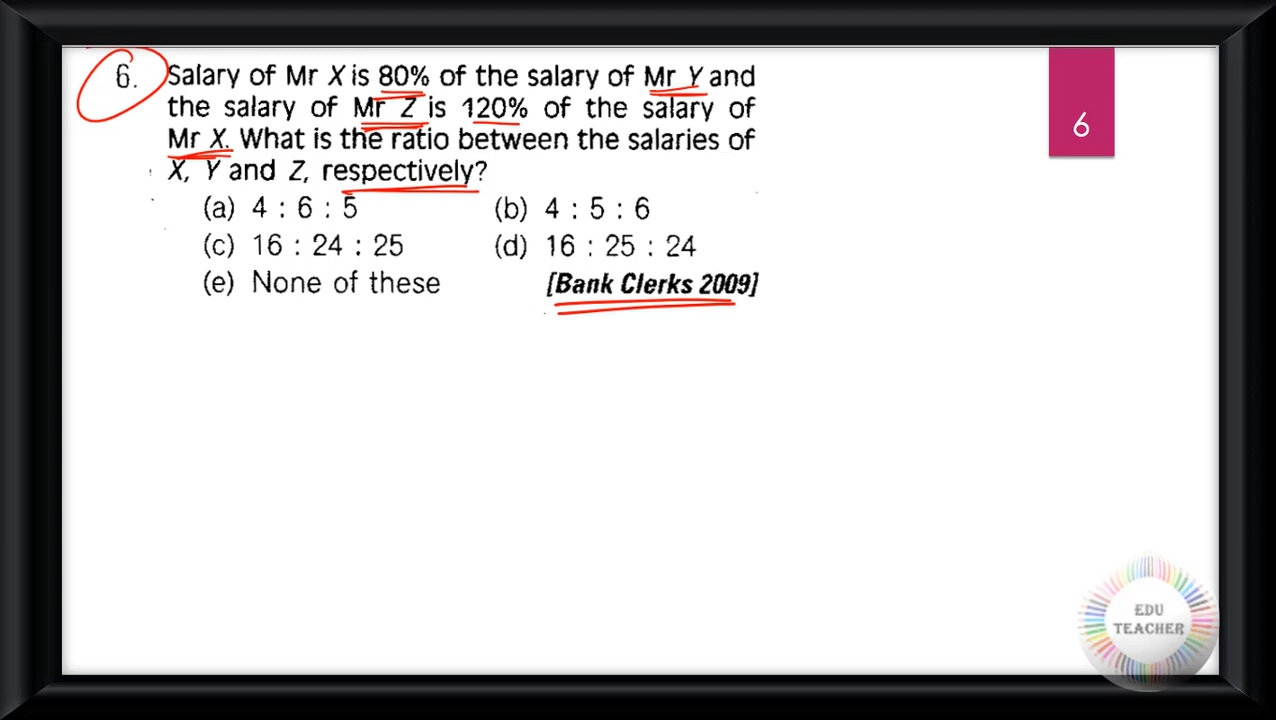 6. Salary of Mr X is 80% of the salary of Mr Y and
the salary of Mr Z is 120% of the salary of
Mr X. What is the ratio between the salaries of
X, Y and Z, respectively?
(a) 4 : 6 : 5 (b) 4 : 5 : 6
(c) 16 : 24 : 25 (d) 16 : 25 : 24
(e) None of these [Bank Clerks 2009]
6
EDU
TEACHER